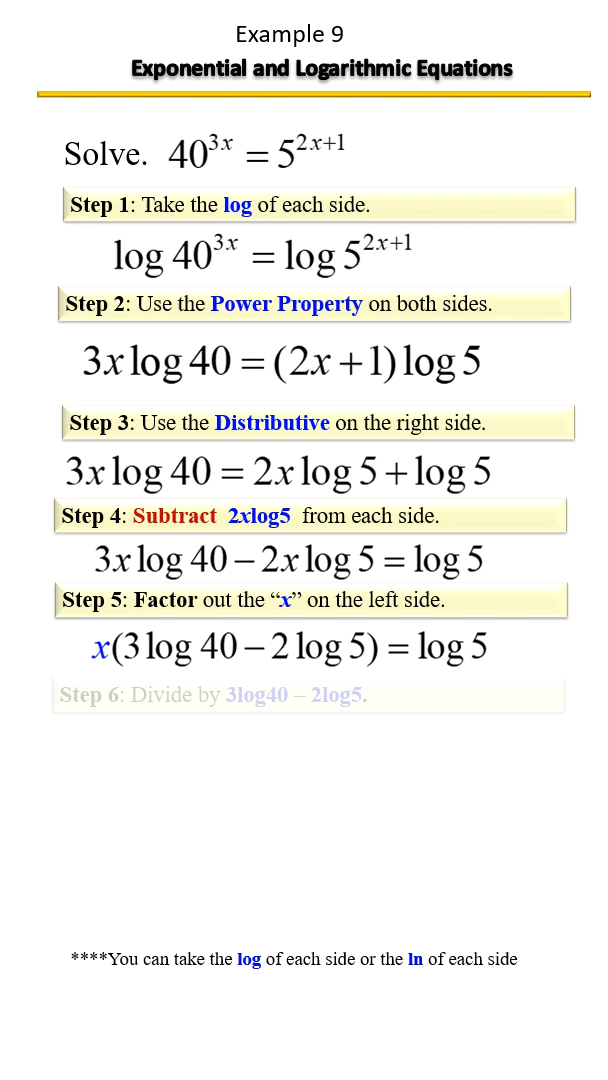 Example 9
Exponential and Logarithmic Equations
Solve. 40^{3x} = 5^{2x+1}
Step 1: Take the log of each side.
log 40^{3x} = log 5^{2x+1}
Step 2: Use the Power Property on both sides.
3x log 40 = (2x + 1) log 5
Step 3: Use the Distributive on the right side.
3x log 40 = 2x log 5 + log 5
Step 4: Subtract 2xlog5 from each side.
3x log 40 – 2x log 5 = log 5
Step 5: Factor out the “x” on the left side.
x(3 log 40 – 2 log 5) = log 5
Step 6: Divide by 3log40 – 2log5.
****You can take the log of each side or the ln of each side